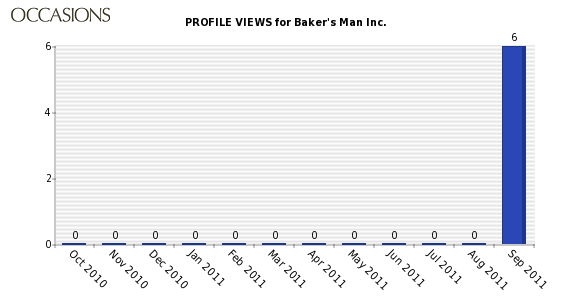 OCCASIONS
PROFILE VIEWS for Baker's Man Inc.
6
4
2
0
0 0 0 0 0 0 0 0 0 0 0 6
Oct 2010 Nov 2010 Dec 2010 Jan 2011 Feb 2011 Mar 2011 Apr 2011 May 2011 Jun 2011 Jul 2011 Aug 2011 Sep 2011